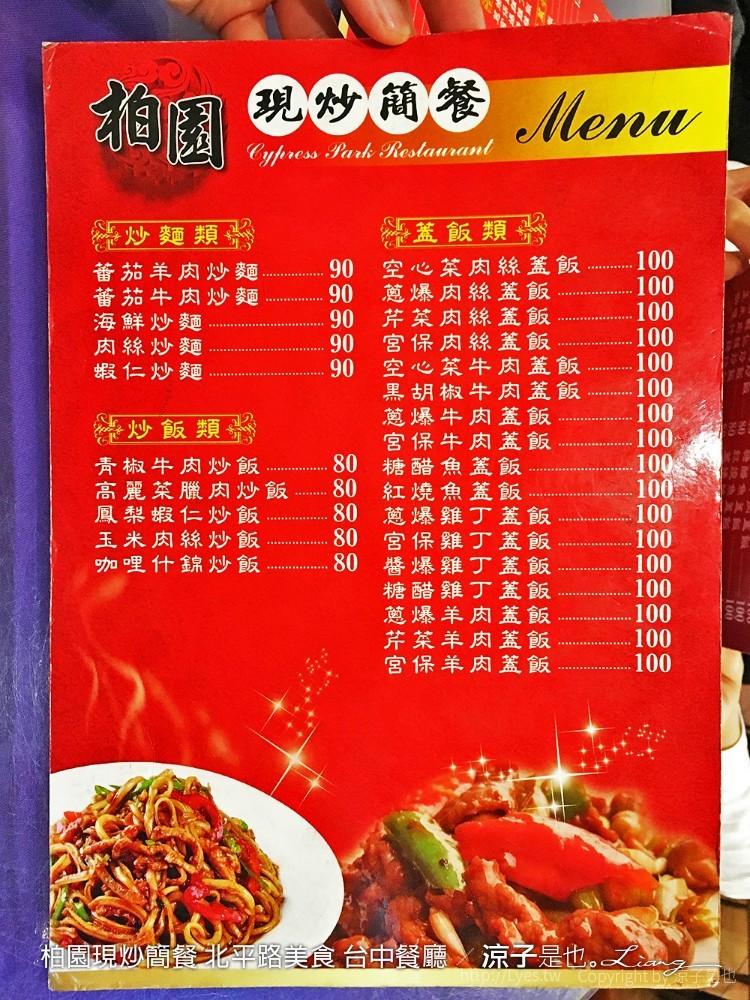 柏園
現炒簡餐
Cypress Park Restaurant
Menu
炒麵類
蕃茄羊肉炒麵 90
蕃茄牛肉炒麵 90
海鮮炒麵 90
肉絲炒麵 90
蝦仁炒麵 90
炒飯類
青椒牛肉炒飯 80
高麗菜臘肉炒飯 80
鳳梨蝦仁炒飯 80
玉米肉絲炒飯 80
咖哩什錦炒飯 80
蓋飯類
空心菜肉絲蓋飯 100
蔥爆肉絲蓋飯 100
芹菜肉絲蓋飯 100
宮保肉絲蓋飯 100
空心菜牛肉蓋飯 100
黑胡椒牛肉蓋飯 100
蔥爆牛肉蓋飯 100
宮保牛肉蓋飯 100
糖醋魚蓋飯 100
紅燒魚蓋飯 100
蔥爆雞丁蓋飯 100
宮保雞丁蓋飯 100
醬爆雞丁蓋飯 100
糖醋雞丁蓋飯 100
蔥爆羊肉蓋飯 100
芹菜羊肉蓋飯 100
宮保羊肉蓋飯 100
柏園現炒簡餐 北平路美食 台中餐廳 / 涼子是也。Liang
http://Lyes.tw Copyright by 涼子是也